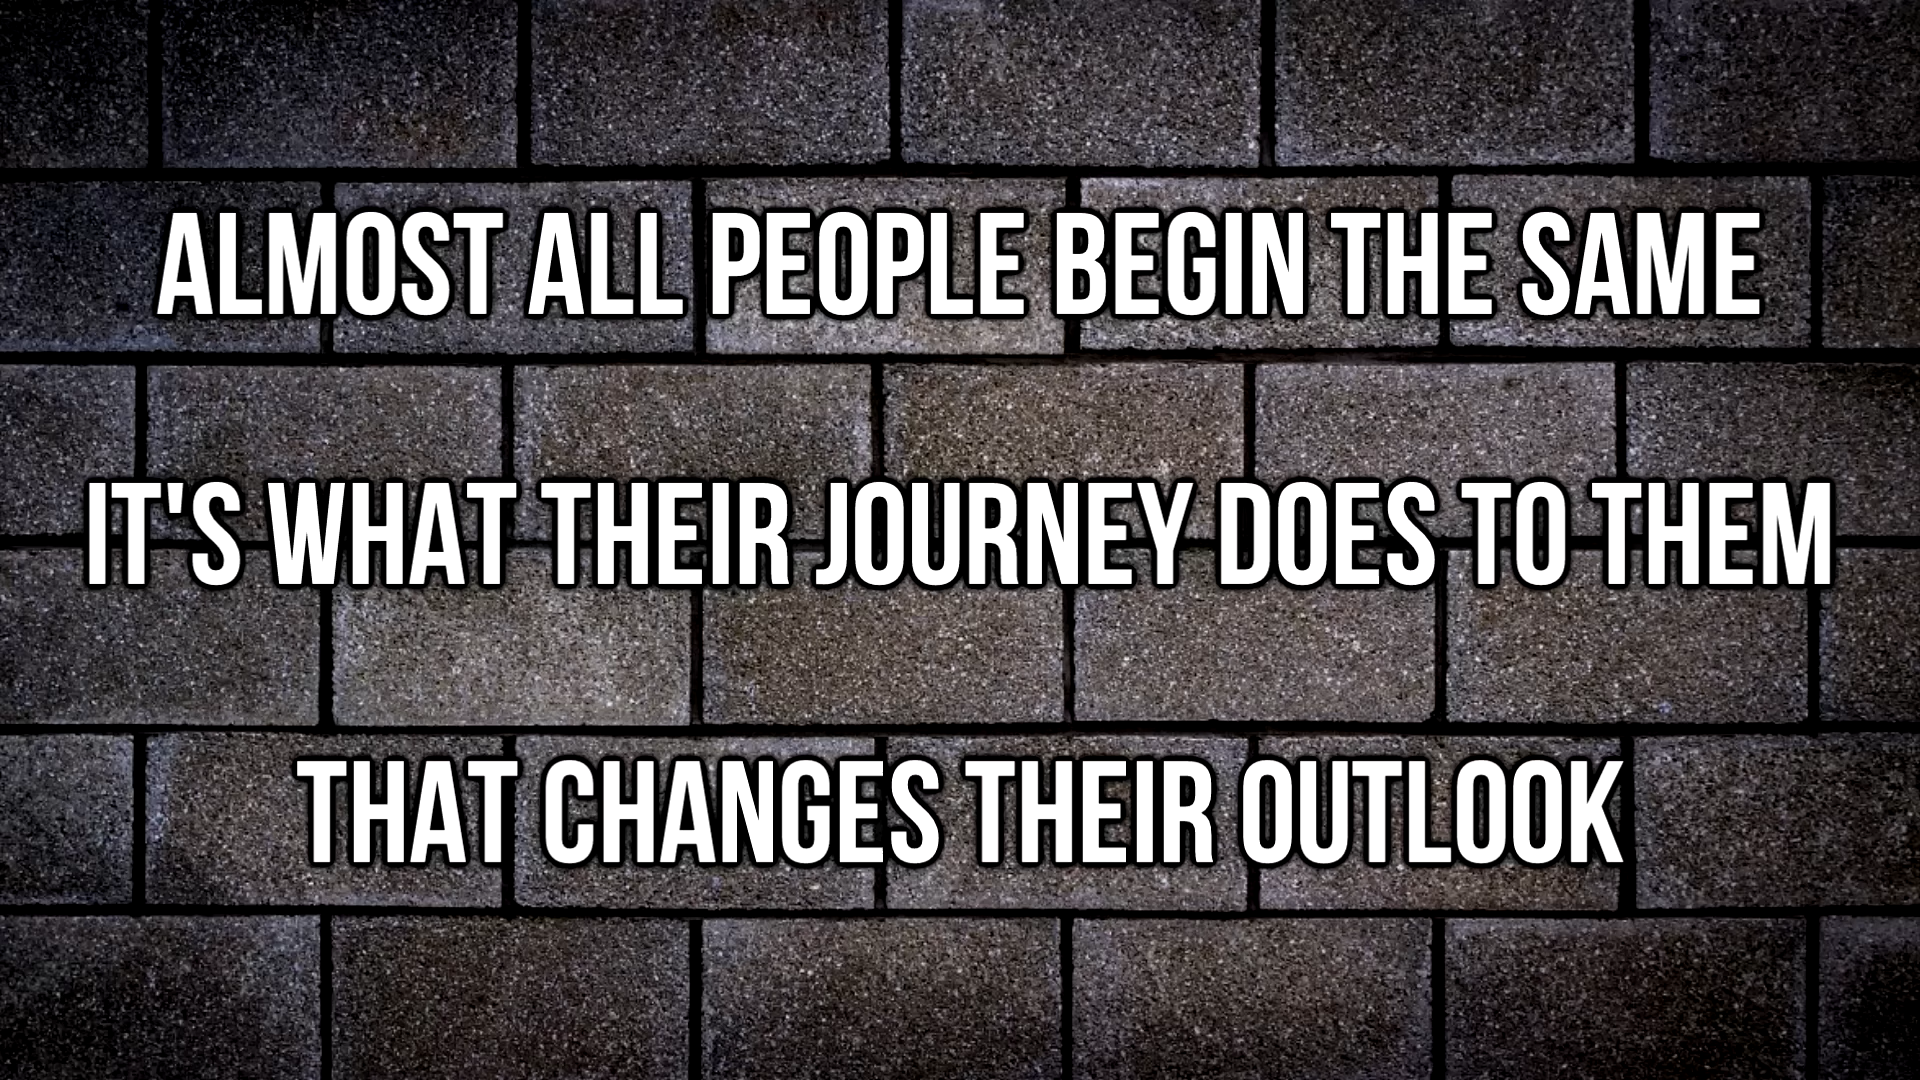 ALMOST ALL PEOPLE BEGIN THE SAME
IT'S WHAT THEIR JOURNEY DOES TO THEM
THAT CHANGES THEIR OUTLOOK